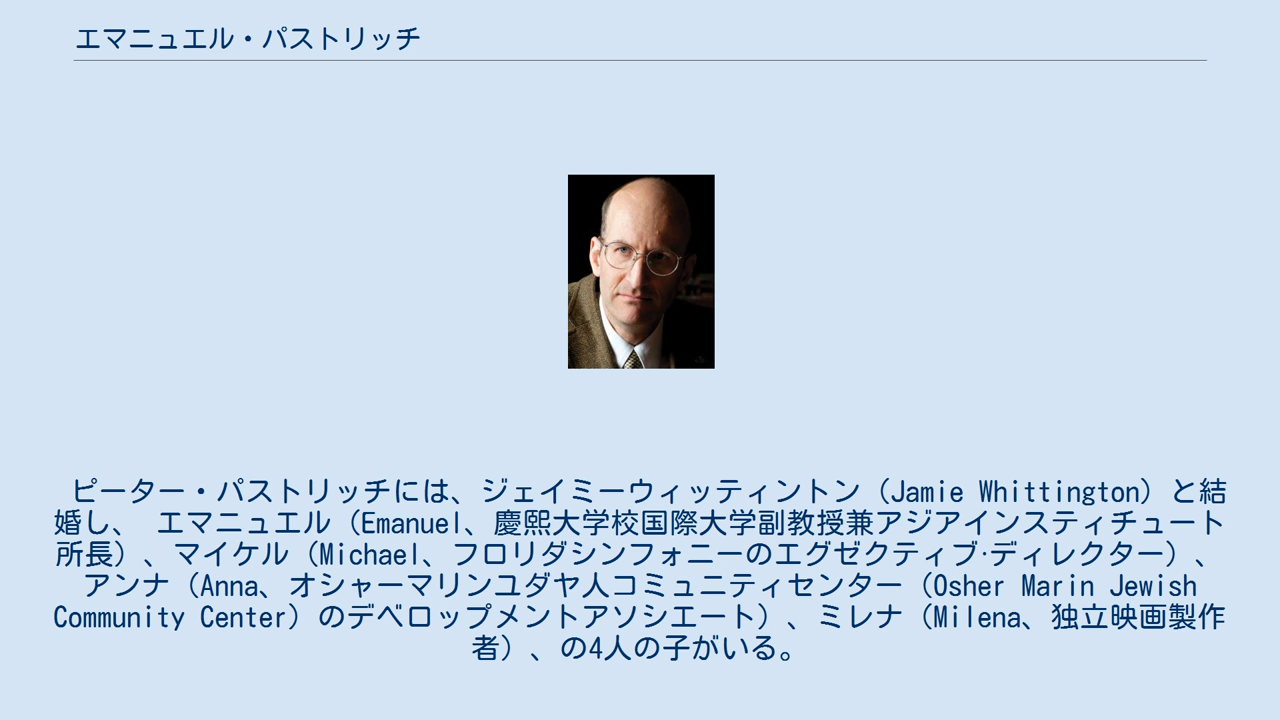 エマニュエル・パストリッチ
ピーター・パストリッチには、ジェイミーウィッティントン（Jamie Whittington）と結
婚し、 エマニュエル（Emanuel、慶熙大学校国際大学副教授兼アジアインスティチュート
所長）、マイケル（Michael、フロリダシンフォニーのエグゼクティブ·ディレクター）、
アンナ（Anna、オシャーマリンユダヤ人コミュニティセンター（Osher Marin Jewish
Community Center）のデベロップメントアソシエート）、ミレナ（Milena、独立映画製作
者）、の4人の子がいる。